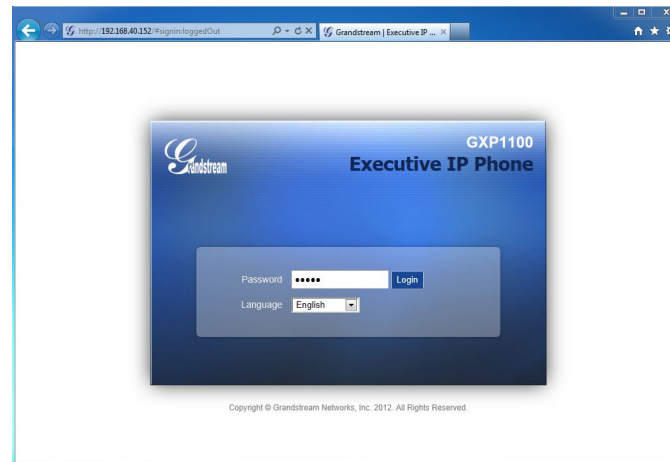 http://192.168.40.152/#signin:loggedOut
Grandstream | Executive IP ...
Grandstream
GXP1100
Executive IP Phone
Password ••••• Login
Language English
Copyright © Grandstream Networks, Inc. 2012. All Rights Reserved.